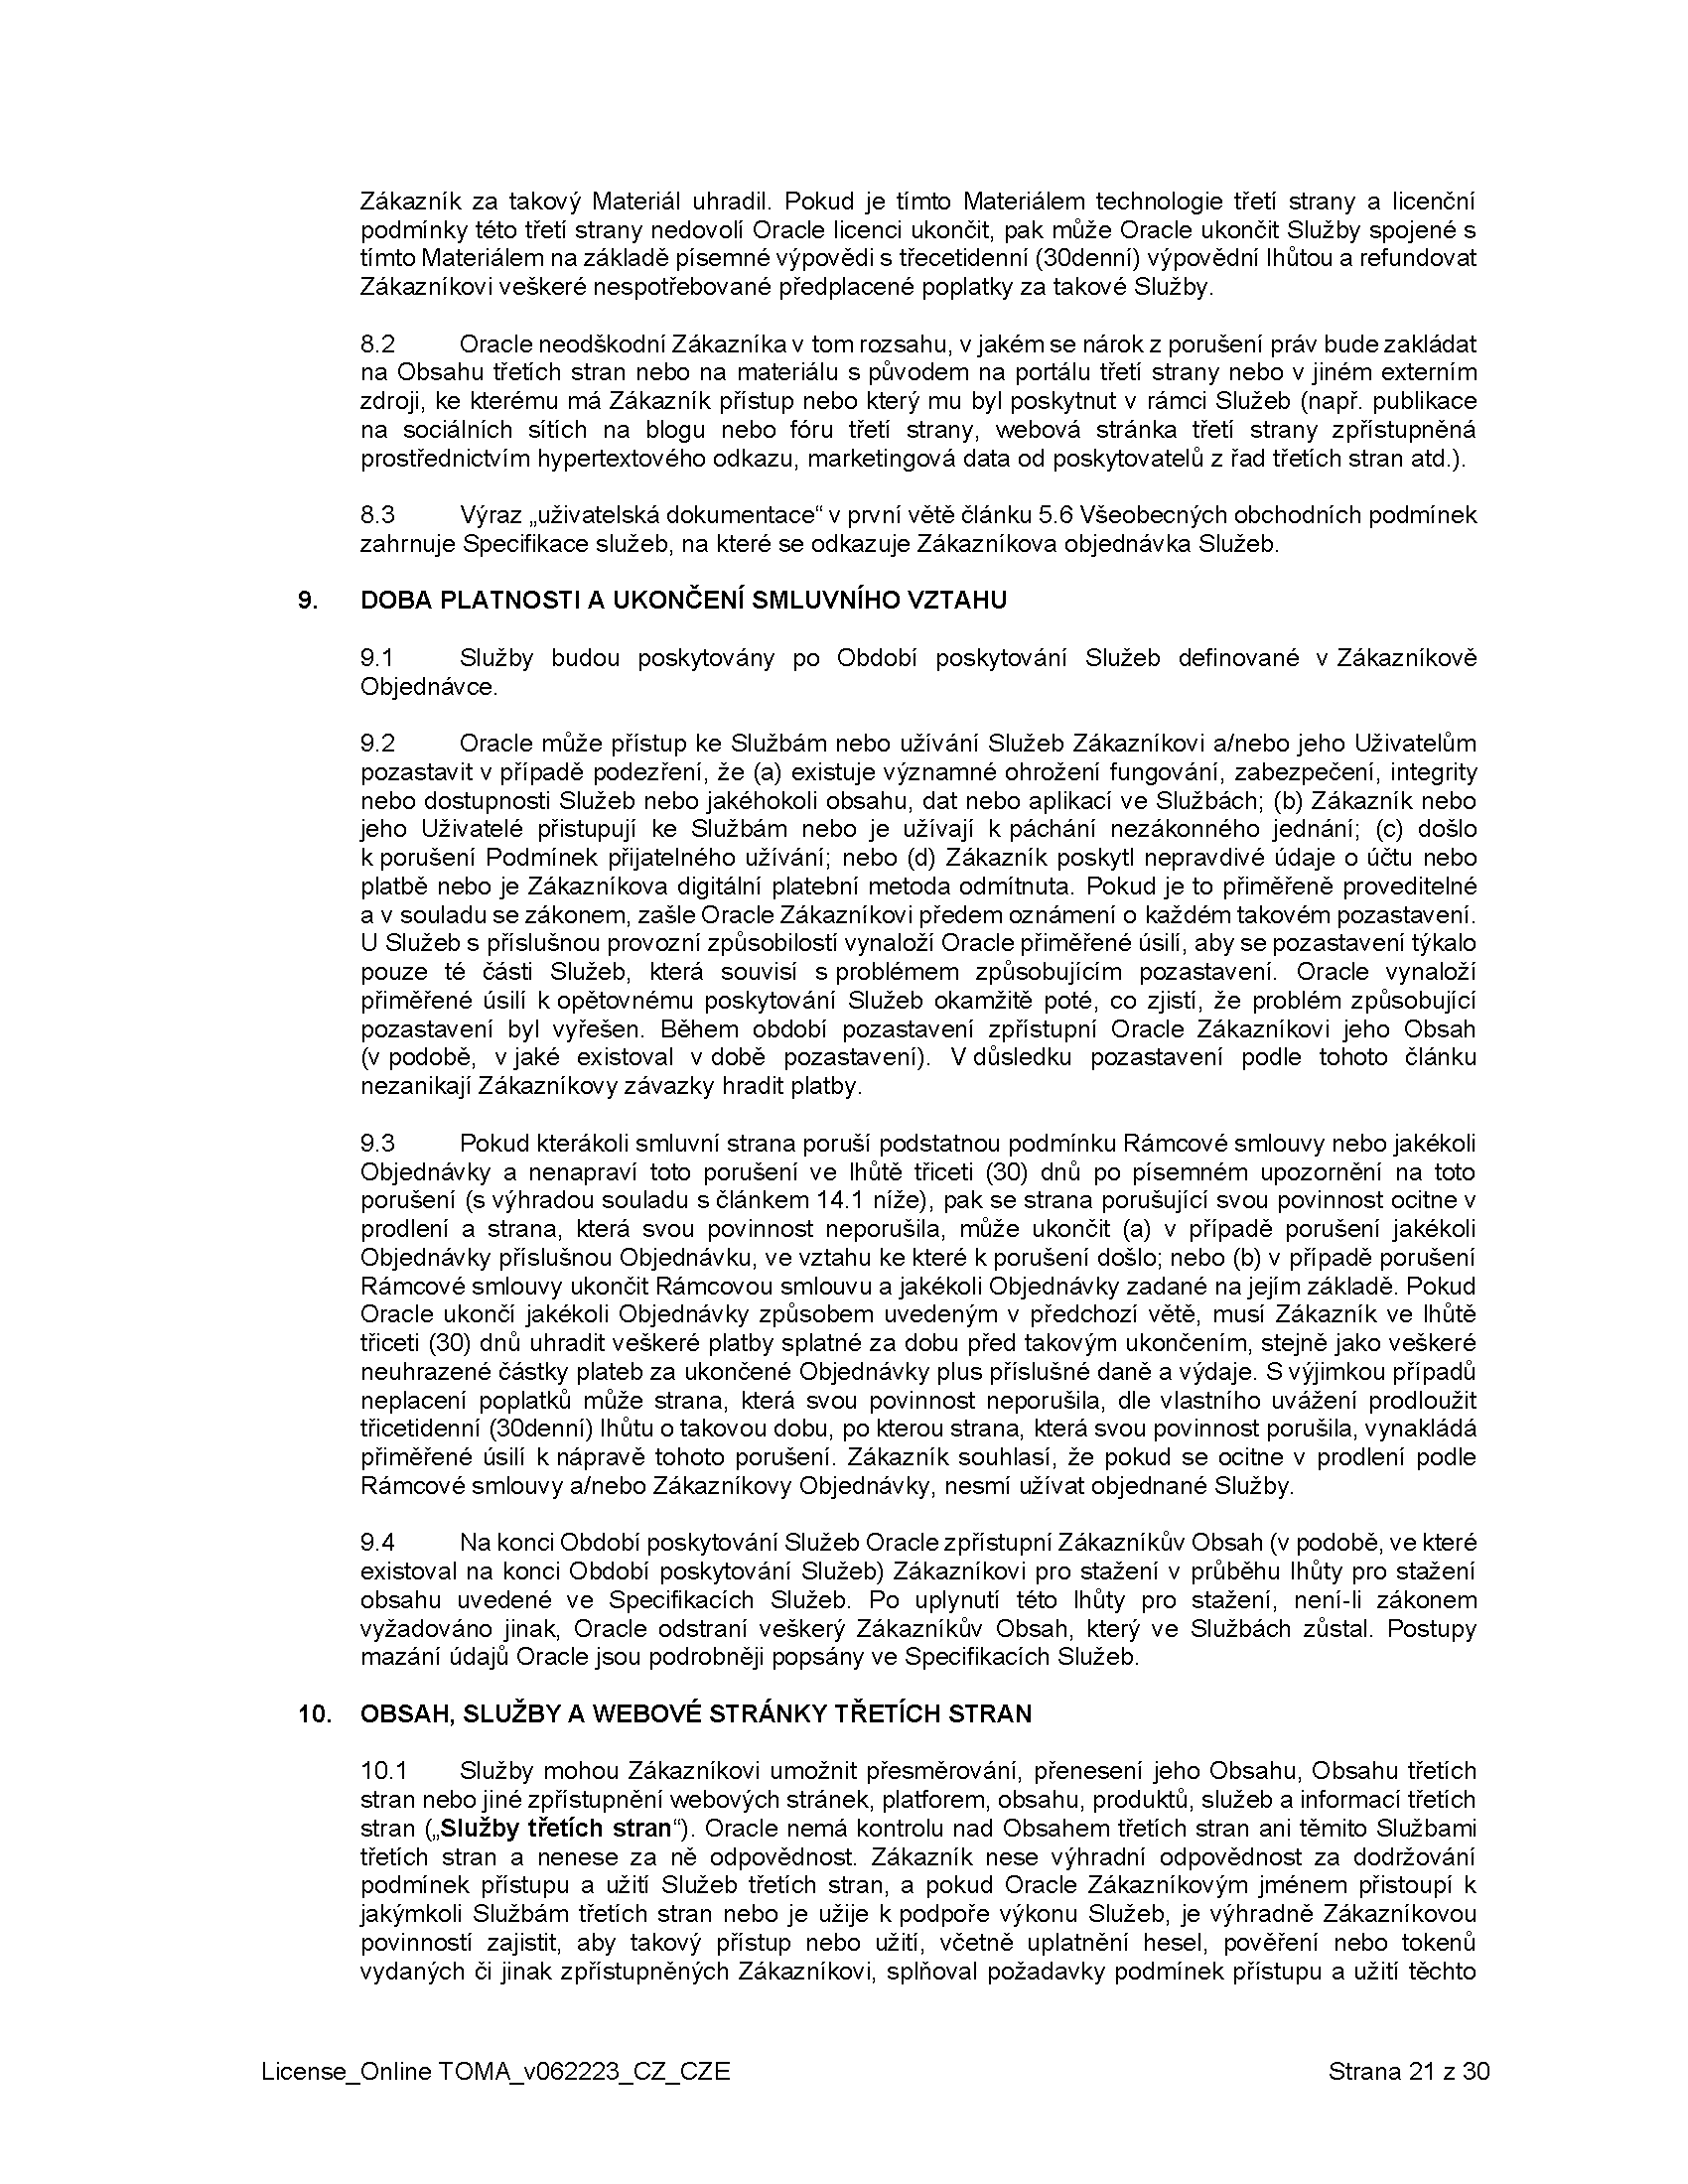 Zákazník za takový Materiál uhradil. Pokud je tímto Materiálem technologie třetí strany a licenční
podmínky této třetí strany nedovolí Oracle licenci ukončit, pak může Oracle ukončit Služby spojené s
tímto Materiálem na základě písemné výpovědi s třecetidenní (30denní) výpovědní lhůtou a refundovat
Zákazníkovi veškeré nespotřebované předplacené poplatky za takové Služby.
8.2 Oracle neodškodní Zákazníka v tom rozsahu, v jakém se nárok z porušení práv bude zakládat
na Obsahu třetích stran nebo na materiálu s původem na portálu třetí strany nebo v jiném externím
zdroji, ke kterému má Zákazník přístup nebo který mu byl poskytnut v rámci Služeb (např. publikace
na sociálních sítích na blogu nebo fóru třetí strany, webová stránka třetí strany zpřístupněná
prostřednictvím hypertextového odkazu, marketingová data od poskytovatelů z řad třetích stran atd.).
8.3 Výraz „uživatelská dokumentace“ v první větě článku 5.6 Všeobecných obchodních podmínek
zahrnuje Specifikace služeb, na které se odkazuje Zákazníkova objednávka Služeb.
9. DOBA PLATNOSTI A UKONČENÍ SMLUVNÍHO VZTAHU
9.1 Služby budou poskytovány po Období poskytování Služeb definované v Zákazníkově
Objednávce.
9.2 Oracle může přístup ke Službám nebo užívání Služeb Zákazníkovi a/nebo jeho Uživatelům
pozastavit v případě podezření, že (a) existuje významné ohrožení fungování, zabezpečení, integrity
nebo dostupnosti Služeb nebo jakéhokoli obsahu, dat nebo aplikací ve Službách; (b) Zákazník nebo
jeho Uživatelé přistupují ke Službám nebo je užívají k páchání nezákonného jednání; (c) došlo
k porušení Podmínek přijatelného užívání; nebo (d) Zákazník poskytl nepravdivé údaje o účtu nebo
platbě nebo je Zákazníkova digitální platební metoda odmítnuta. Pokud je to přiměřeně proveditelné
a v souladu se zákonem, zašle Oracle Zákazníkovi předem oznámení o každém takovém pozastavení.
U Služeb s příslušnou provozní způsobilostí vynaloží Oracle přiměřené úsilí, aby se pozastavení týkalo
pouze té části Služeb, která souvisí s problémem způsobujícím pozastavení. Oracle vynaloží
přiměřené úsilí k opětovnému poskytování Služeb okamžitě poté, co zjistí, že problém způsobující
pozastavení byl vyřešen. Během období pozastavení zpřístupní Oracle Zákazníkovi jeho Obsah
(v podobě, v jaké existoval v době pozastavení). V důsledku pozastavení podle tohoto článku
nezanikají Zákazníkovy závazky hradit platby.
9.3 Pokud kterákoli smluvní strana poruší podstatnou podmínku Rámcové smlouvy nebo jakékoli
Objednávky a nenapraví toto porušení ve lhůtě třiceti (30) dnů po písemném upozornění na toto
porušení (s výhradou souladu s článkem 14.1 níže), pak se strana porušující svou povinnost ocitne v
prodlení a strana, která svou povinnost neporušila, může ukončit (a) v případě porušení jakékoli
Objednávky příslušnou Objednávku, ve vztahu ke které k porušení došlo; nebo (b) v případě porušení
Rámcové smlouvy ukončit Rámcovou smlouvu a jakékoli Objednávky zadané na jejím základě. Pokud
Oracle ukončí jakékoli Objednávky způsobem uvedeným v předchozí větě, musí Zákazník ve lhůtě
třiceti (30) dnů uhradit veškeré platby splatné za dobu před takovým ukončením, stejně jako veškeré
neuhrazené částky plateb za ukončené Objednávky plus příslušné daně a výdaje. S výjimkou případů
neplacení poplatků může strana, která svou povinnost neporušila, dle vlastního uvážení prodloužit
třicetidenní (30denní) lhůtu o takovou dobu, po kterou strana, která svou povinnost porušila, vynakládá
přiměřené úsilí k nápravě tohoto porušení. Zákazník souhlasí, že pokud se ocitne v prodlení podle
Rámcové smlouvy a/nebo Zákazníkovy Objednávky, nesmí užívat objednané Služby.
9.4 Na konci Období poskytování Služeb Oracle zpřístupní Zákazníkův Obsah (v podobě, ve které
existoval na konci Období poskytování Služeb) Zákazníkovi pro stažení v průběhu lhůty pro stažení
obsahu uvedené ve Specifikacích Služeb. Po uplynutí této lhůty pro stažení, není-li zákonem
vyžadováno jinak, Oracle odstraní veškerý Zákazníkův Obsah, který ve Službách zůstal. Postupy
mazání údajů Oracle jsou podrobněji popsány ve Specifikacích Služeb.
10. OBSAH, SLUŽBY A WEBOVÉ STRÁNKY TŘETÍCH STRAN
10.1 Služby mohou Zákazníkovi umožnit přesměrování, přenesení jeho Obsahu, Obsahu třetích
stran nebo jiné zpřístupnění webových stránek, platforem, obsahu, produktů, služeb a informací třetích
stran („Služby třetích stran“). Oracle nemá kontrolu nad Obsahem třetích stran ani těmito Službami
třetích stran a nenese za ně odpovědnost. Zákazník nese výhradní odpovědnost za dodržování
podmínek přístupu a užití Služeb třetích stran, a pokud Oracle Zákazníkovým jménem přistoupí k
jakýmkoli Službám třetích stran nebo je užije k podpoře výkonu Služeb, je výhradně Zákazníkovou
povinností zajistit, aby takový přístup nebo užití, včetně uplatnění hesel, pověření nebo tokenů
vydaných či jinak zpřístupněných Zákazníkovi, splňoval požadavky podmínek přístupu a užití těchto
License_Online TOMA_v062223_CZ_CZE Strana 21 z 30